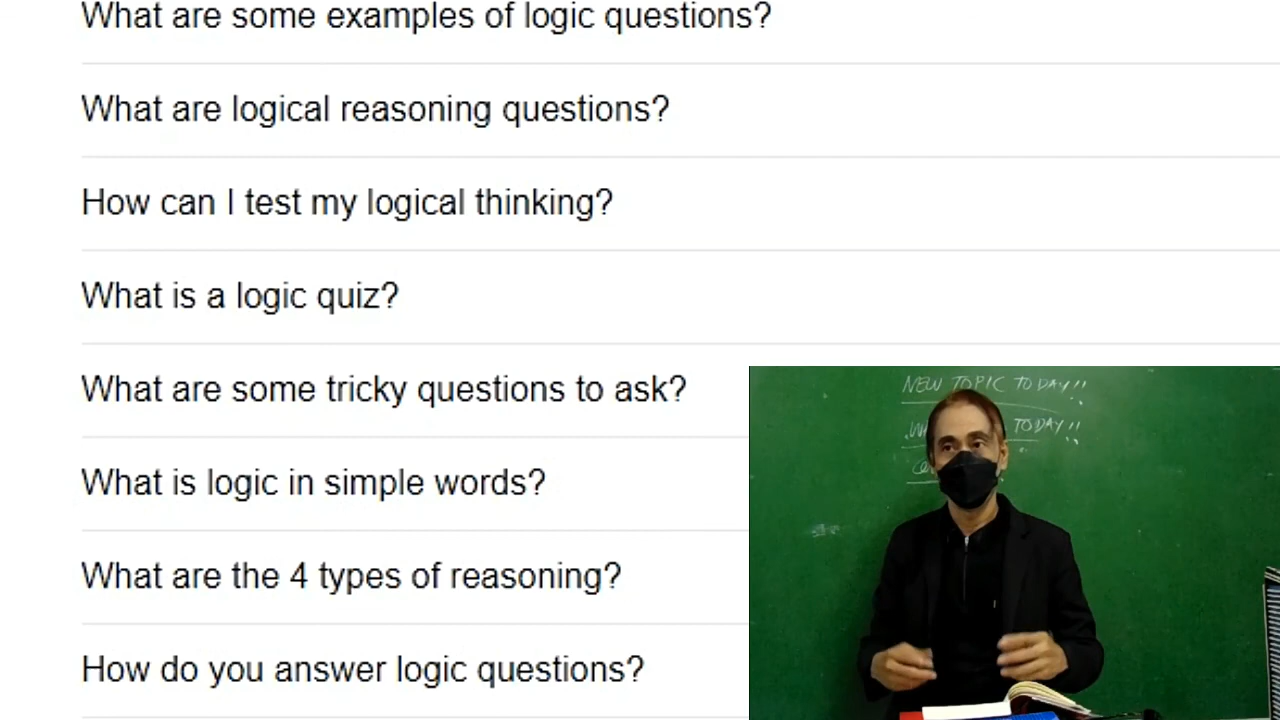 What are some examples of logic questions?
What are logical reasoning questions?
How can I test my logical thinking?
What is a logic quiz?
What are some tricky questions to ask?
What is logic in simple words?
What are the 4 types of reasoning?
How do you answer logic questions?
NEW TOPIC TODAY!!
TODAY!!